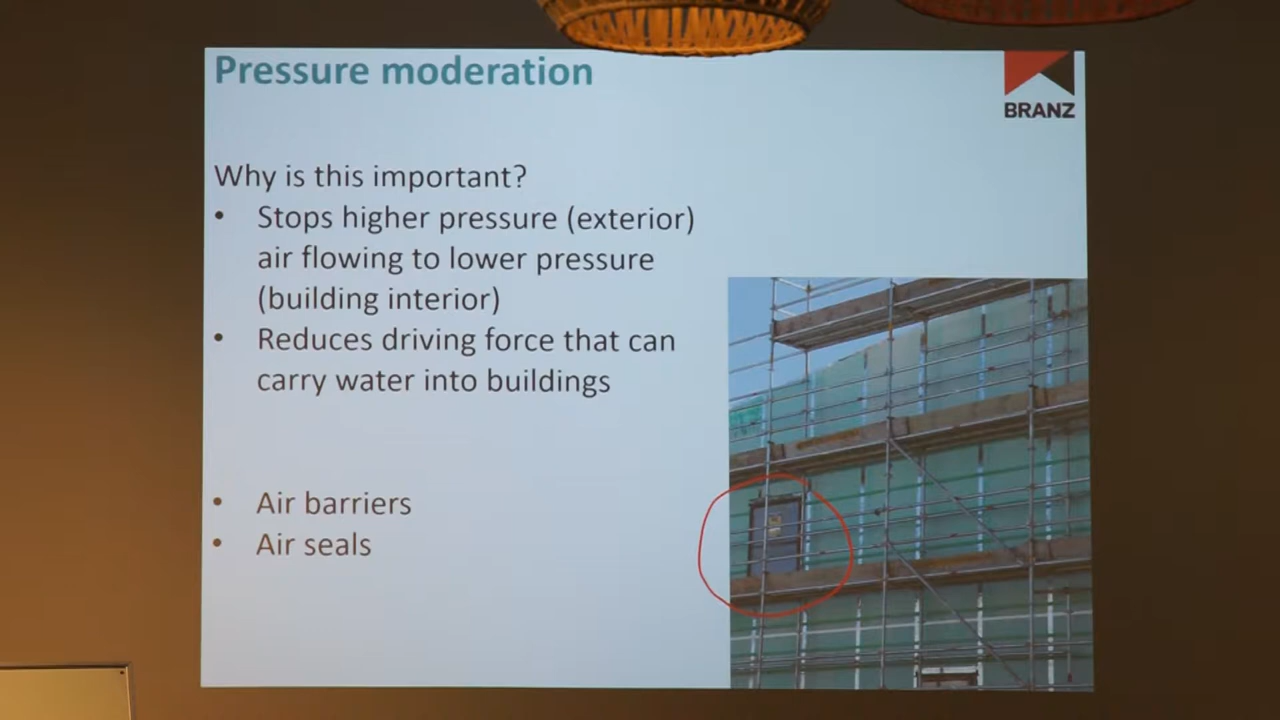 Pressure moderation
BRANZ
Why is this important?
• Stops higher pressure (exterior)
air flowing to lower pressure
(building interior)
• Reduces driving force that can
carry water into buildings
• Air barriers
• Air seals